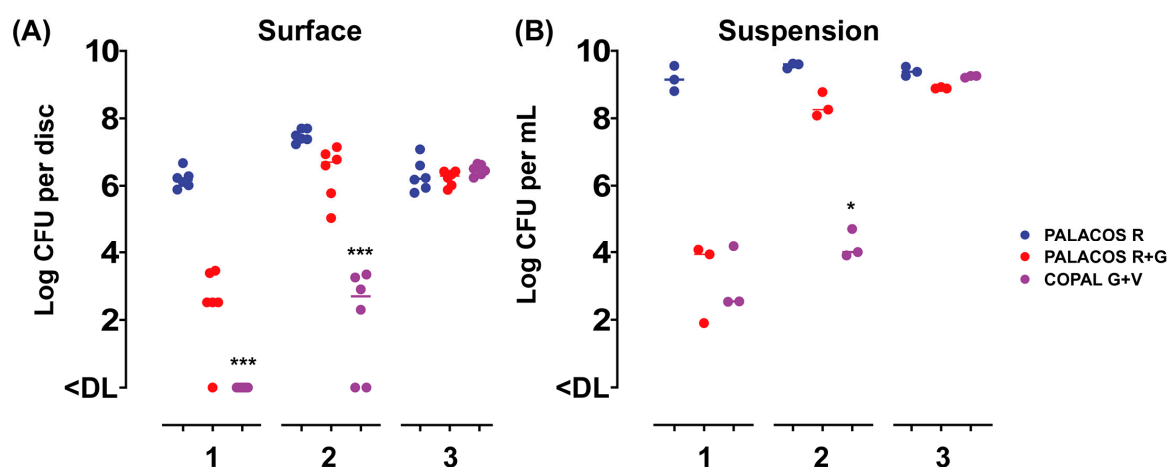 (A)
Surface
Log CFU per disc
10
8
6
4
2
<DL
***
***
1 2 3
(B)
Suspension
Log CFU per mL
10
8
6
4
2
<DL
*
1 2 3
PALACOS R
PALACOS R+G
COPAL G+V